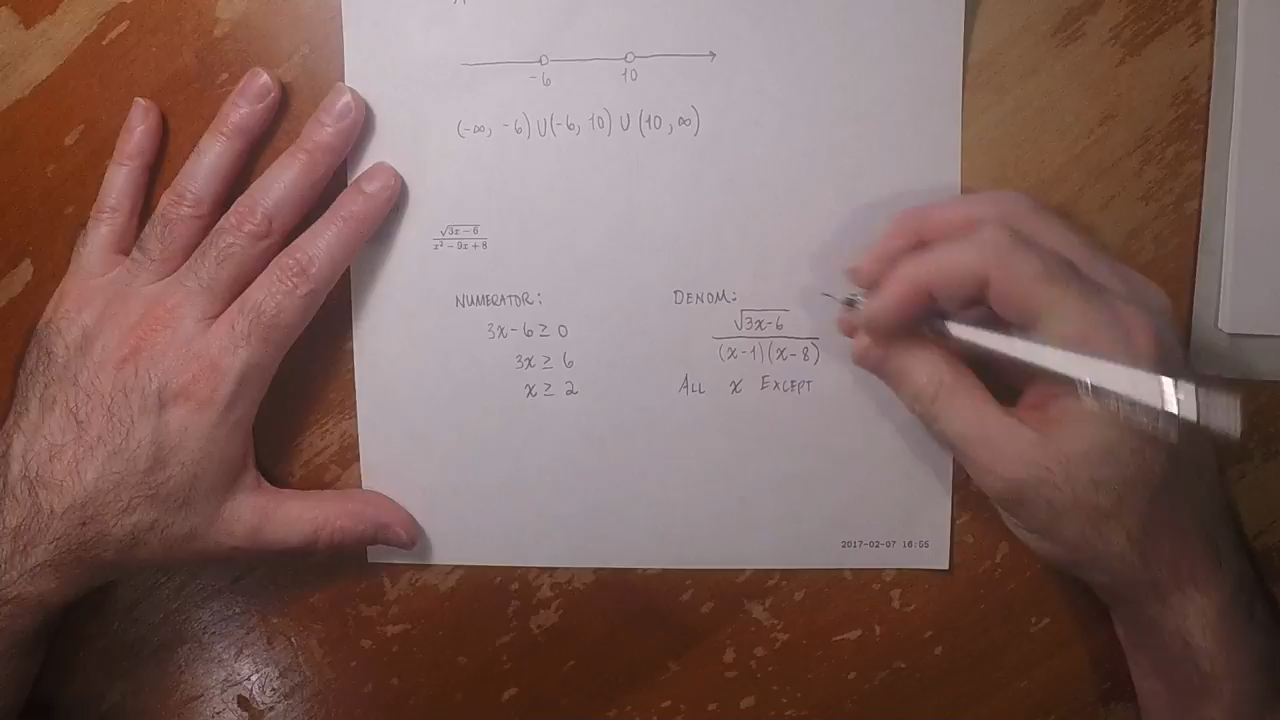 -6 10
(-∞, -6) ∪ (-6, 10) ∪ (10, ∞)
√(3x-6)
x² - 9x + 8
NUMERATOR:
3x-6 ≥ 0
3x ≥ 6
x ≥ 2
DENOM:
√(3x-6)
(x-1)(x-8)
ALL x EXCEPT
2017-02-07 16:55